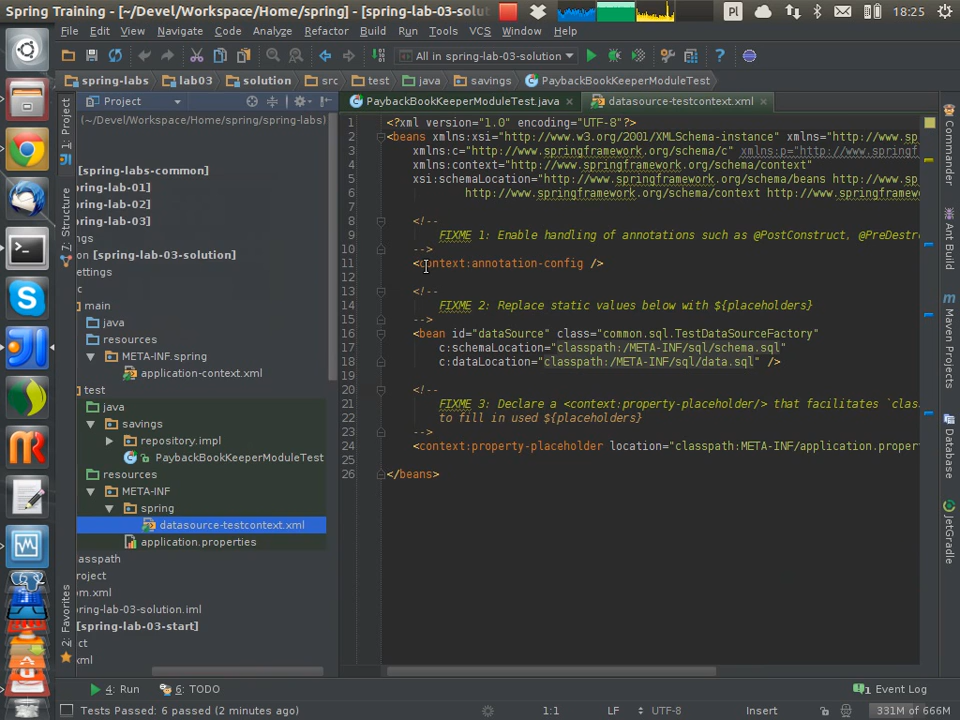 Spring Training - [~/Devel/Workspace/Home/spring] - [spring-lab-03-solut
Pl
18:25
File Edit View Navigate Code Analyze Refactor Build Run Tools VCS Window Help
All in spring-lab-03-solution
spring-labs lab03 solution src test java savings PaybackBookKeeperModuleTest
1: Project
7: Structure
2: Favorites
Project
(~/Devel/Workspace/Home/spring/spring-labs)
[spring-labs-common]
pring-lab-01]
pring-lab-02]
pring-lab-03]
ngs
on [spring-lab-03-solution]
ettings
c
main
java
resources
META-INF.spring
application-context.xml
test
java
savings
repository.impl
PaybackBookKeeperModuleTest
resources
META-INF
spring
datasource-testcontext.xml
application.properties
asspath
roject
om.xml
pring-lab-03-solution.iml
[spring-lab-03-start]
ct
xml
PaybackBookKeeperModuleTest.java datasource-testcontext.xml
1 <?xml version="1.0" encoding="UTF-8"?>
2 <beans xmlns:xsi="http://www.w3.org/2001/XMLSchema-instance" xmlns="http://www.sp
3 xmlns:c="http://www.springframework.org/schema/c" xmlns:p="http://www.springf
4 xmlns:context="http://www.springframework.org/schema/context"
5 xsi:schemaLocation="http://www.springframework.org/schema/beans http://www.sp
6 http://www.springframework.org/schema/context http://www.springframew
7
8 <!--
9 FIXME 1: Enable handling of annotations such as @PostConstruct, @PreDestr
10 -->
11 <context:annotation-config />
12
13 <!--
14 FIXME 2: Replace static values below with ${placeholders}
15 -->
16 <bean id="dataSource" class="common.sql.TestDataSourceFactory"
17 c:schemaLocation="classpath:/META-INF/sql/schema.sql"
18 c:dataLocation="classpath:/META-INF/sql/data.sql" />
19
20 <!--
21 FIXME 3: Declare a <context:property-placeholder/> that facilitates `clas
22 to fill in used ${placeholders}
23 -->
24 <context:property-placeholder location="classpath:META-INF/application.proper
25
26 </beans>
Commander
Ant Build
Maven Projects
Database
JetGradle
4: Run 6: TODO
1 Event Log
Tests Passed: 6 passed (2 minutes ago)
1:1 LF UTF-8 Insert 331M of 666M